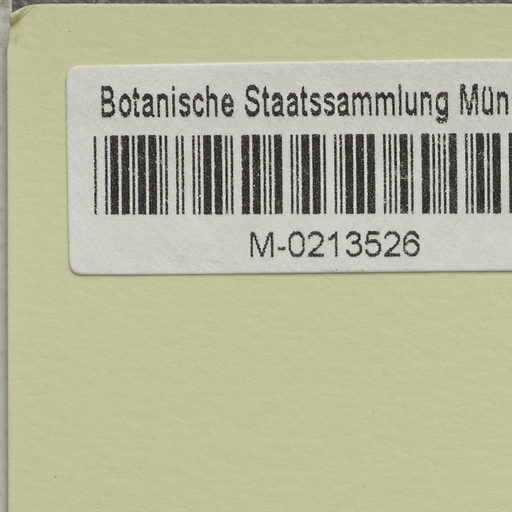 Botanische Staatssammlung Mün
M-0213526